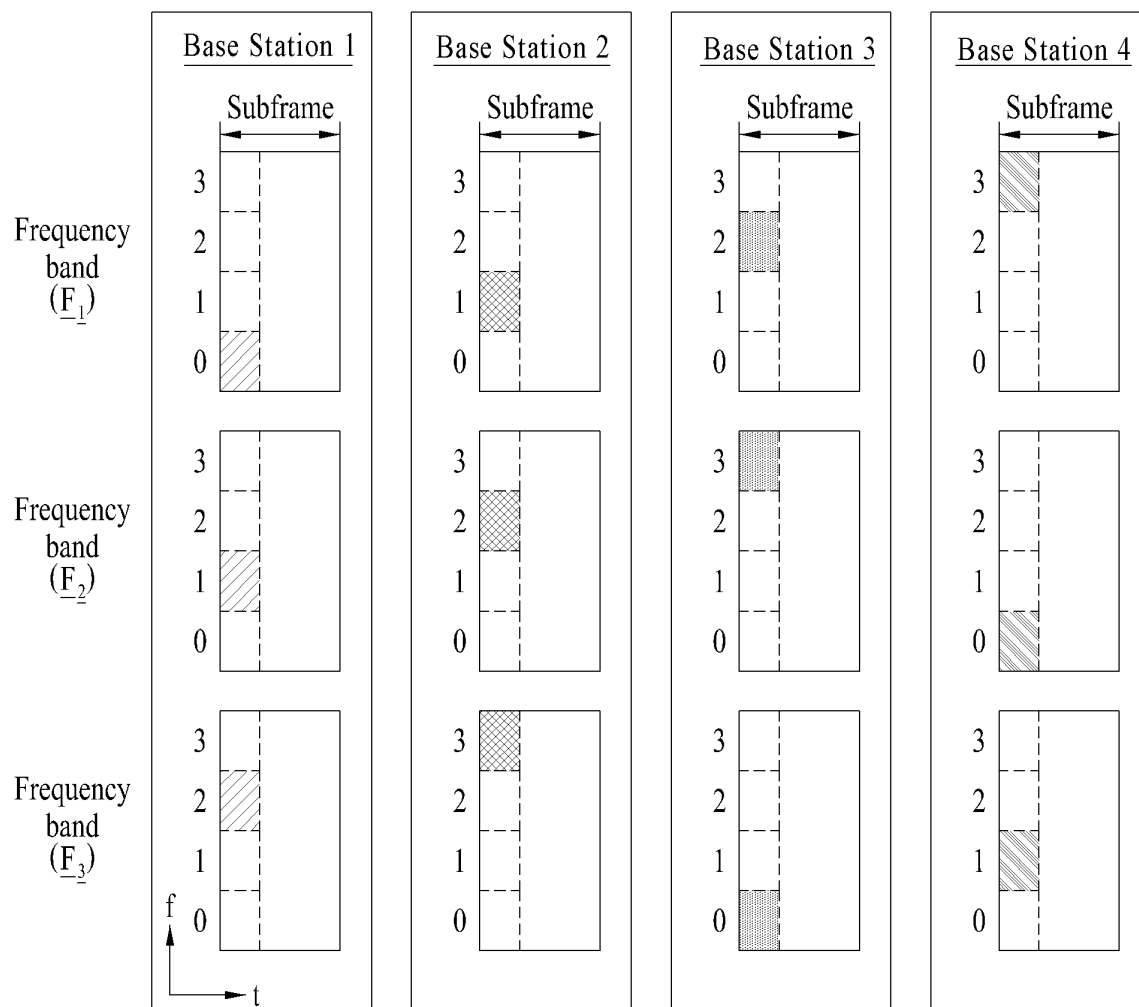 Base Station 1
Base Station 2
Base Station 3
Base Station 4
Subframe
Subframe
Subframe
Subframe
Frequency
band
(F1)
3
2
1
0
3
2
1
0
3
2
1
0
3
2
1
0
Frequency
band
(F2)
3
2
1
0
3
2
1
0
3
2
1
0
3
2
1
0
Frequency
band
(F3)
3
2
1
0
3
2
1
0
3
2
1
0
3
2
1
0
f
t